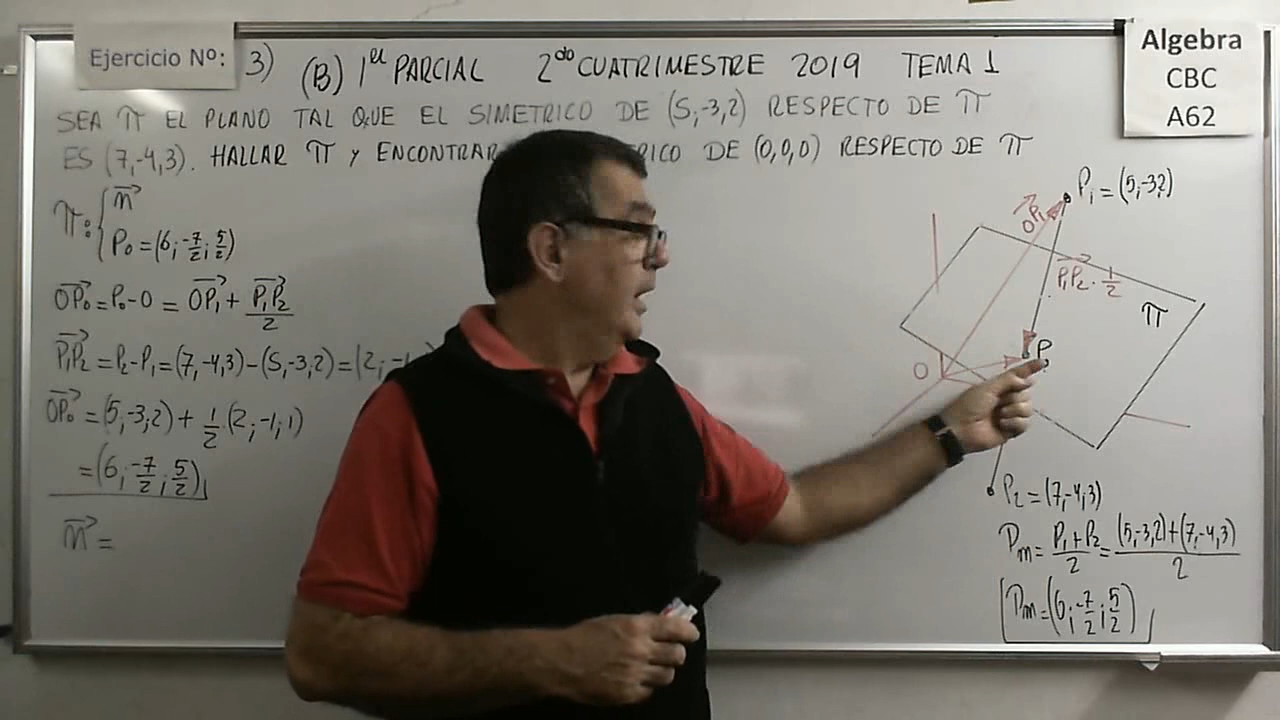 Ejercicio Nº: 3) (B) 1er PARCIAL 2do CUATRIMESTRE 2019 TEMA 1
Algebra
CBC
A62
SEA π EL PLANO TAL QUE EL SIMETRICO DE (5,-3,2) RESPECTO DE π
ES (7,-4,3). HALLAR π Y ENCONTRAR RICO DE (0,0,0) RESPECTO DE π
π: { n⃗
P₀ = (6; -7/2; 5/2)
OP₀⃗ = P₀ - O = OP₁⃗ + P₁P₂⃗/2
P₁P₂⃗ = P₂ - P₁ = (7,-4,3) - (5,-3,2) = (2; -1
OP₀⃗ = (5,-3,2) + 1/2 (2; -1; 1)
= (6; -7/2; 5/2)
n⃗ =
P₁ = (5,-3,2)
OP₁⃗
P₁P₂⃗ · 1/2
π
O
P
P₂ = (7,-4,3)
Pm = P₁ + P₂/2 = (5,-3,2) + (7,-4,3)/2
Pm = (6; -7/2; 5/2)